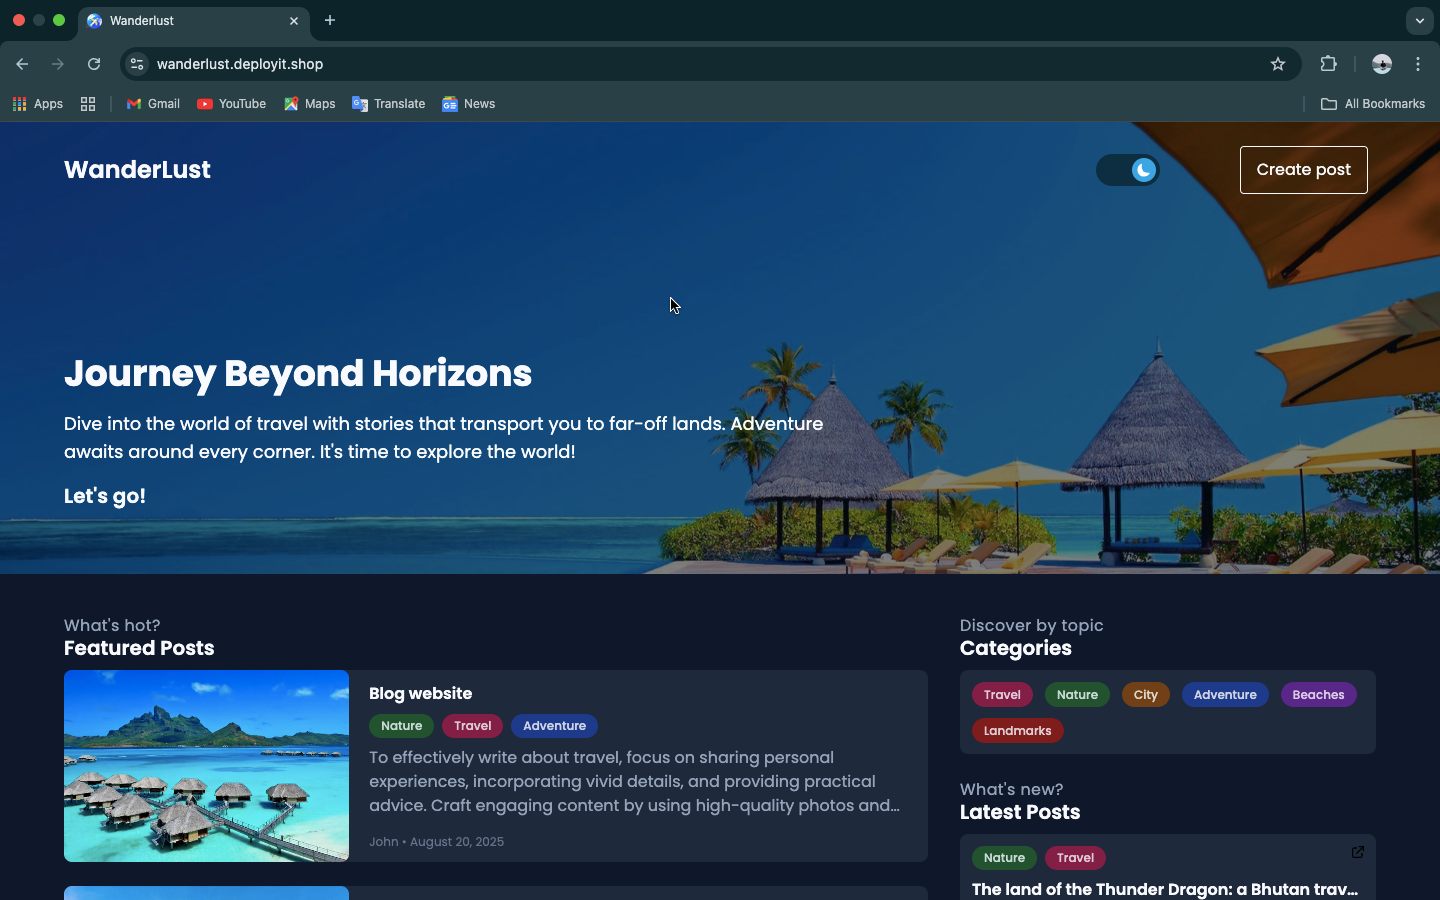 Wanderlust
wanderlust.deployit.shop
Apps
Gmail
YouTube
Maps
Translate
News
All Bookmarks
WanderLust
Create post
Journey Beyond Horizons
Dive into the world of travel with stories that transport you to far-off lands. Adventure
awaits around every corner. It's time to explore the world!
Let's go!
What's hot?
Featured Posts
Blog website
Nature Travel Adventure
To effectively write about travel, focus on sharing personal
experiences, incorporating vivid details, and providing practical
advice. Craft engaging content by using high-quality photos and...
John • August 20, 2025
Discover by topic
Categories
Travel Nature City Adventure Beaches
Landmarks
What's new?
Latest Posts
Nature Travel
The land of the Thunder Dragon: a Bhutan trav...